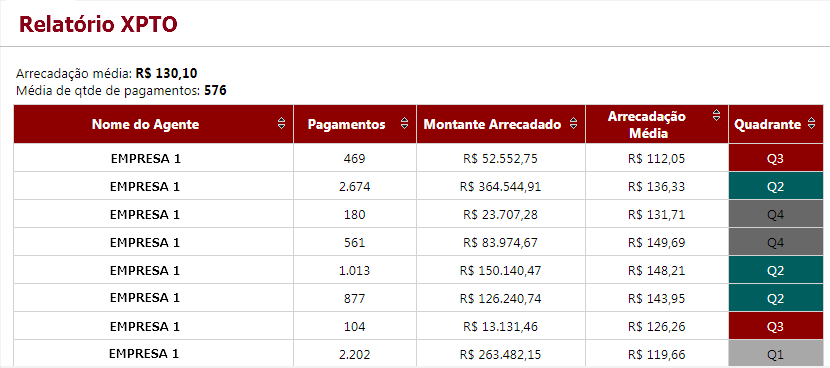 Relatório XPTO
Arrecadação média: R$ 130,10
Média de qtde de pagamentos: 576
Nome do Agente Pagamentos Montante Arrecadado Arrecadação Média Quadrante
EMPRESA 1 469 R$ 52.552,75 R$ 112,05 Q3
EMPRESA 1 2.674 R$ 364.544,91 R$ 136,33 Q2
EMPRESA 1 180 R$ 23.707,28 R$ 131,71 Q4
EMPRESA 1 561 R$ 83.974,67 R$ 149,69 Q4
EMPRESA 1 1.013 R$ 150.140,47 R$ 148,21 Q2
EMPRESA 1 877 R$ 126.240,74 R$ 143,95 Q2
EMPRESA 1 104 R$ 13.131,46 R$ 126,26 Q3
EMPRESA 1 2.202 R$ 263.482,15 R$ 119,66 Q1